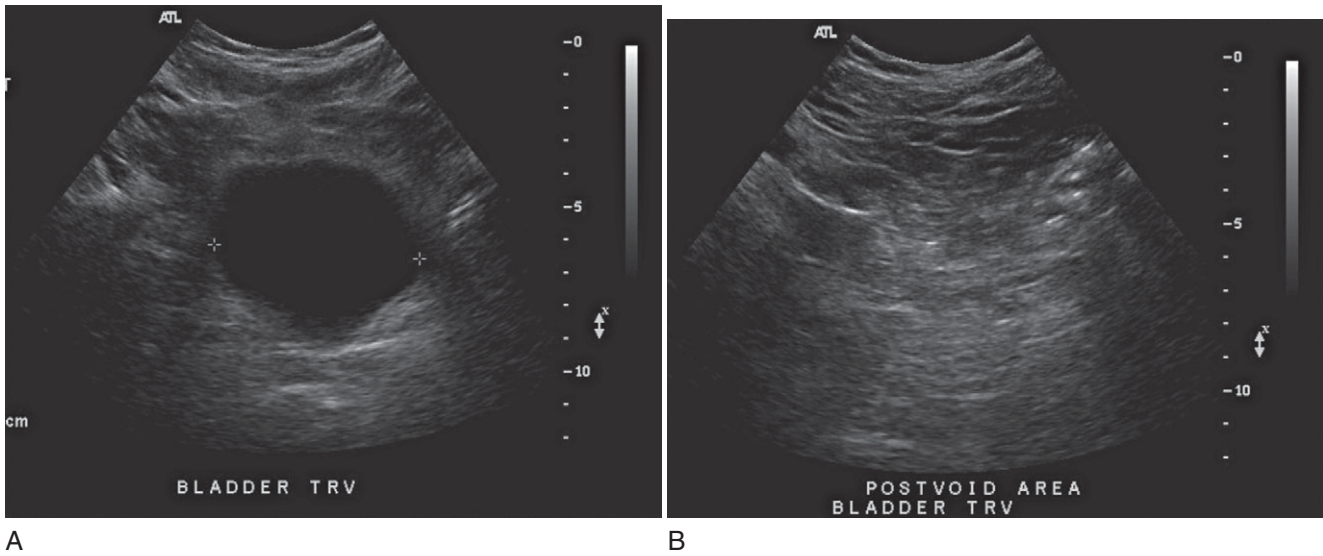 ATL
T
-0
-5
-10
x
cm
BLADDER TRV
A
ATL
-0
-5
-10
x
POSTVOID AREA
BLADDER TRV
B